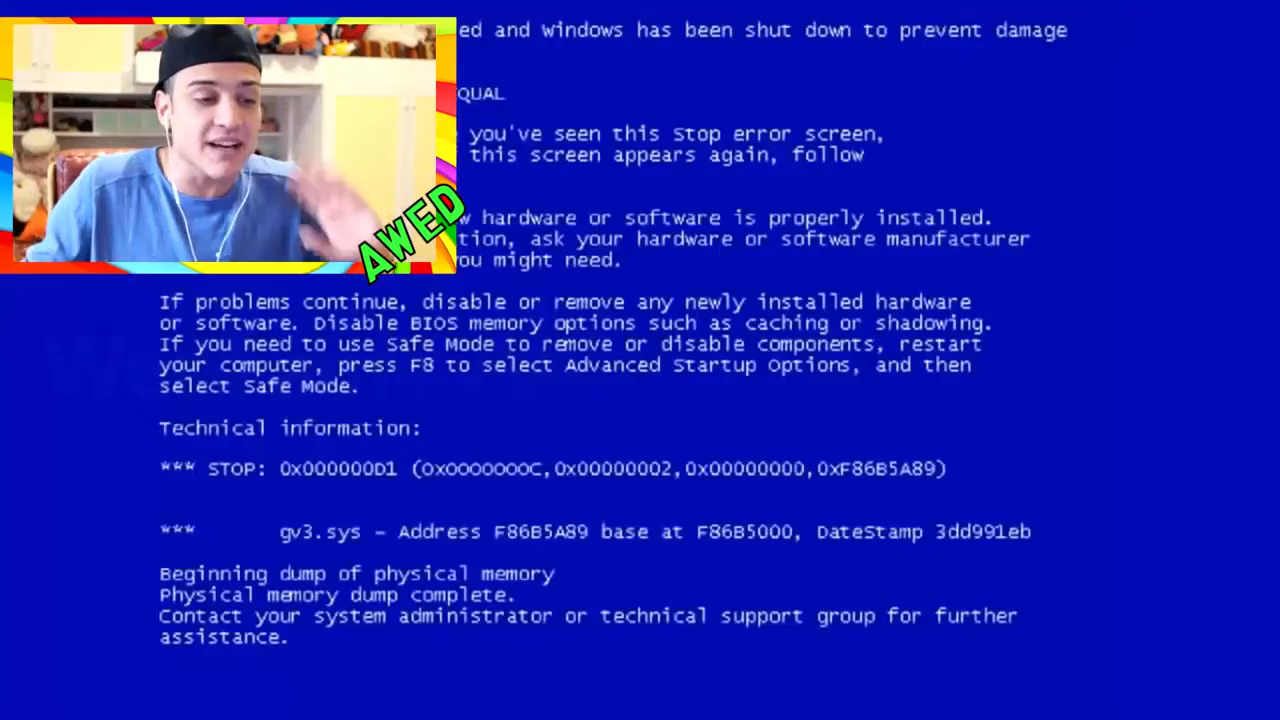 ed and Windows has been shut down to prevent damage
QUAL
you've seen this Stop error screen,
this screen appears again, follow
w hardware or software is properly installed.
tion, ask your hardware or software manufacturer
you might need.
AWED
If problems continue, disable or remove any newly installed hardware
or software. Disable BIOS memory options such as caching or shadowing.
If you need to use Safe Mode to remove or disable components, restart
your computer, press F8 to select Advanced Startup Options, and then
select Safe Mode.
Technical information:
*** STOP: 0x000000D1 (0x0000000C,0x00000002,0x00000000,0xF86B5A89)
*** gv3.sys - Address F86B5A89 base at F86B5000, DateStamp 3dd991eb
Beginning dump of physical memory
Physical memory dump complete.
Contact your system administrator or technical support group for further
assistance.